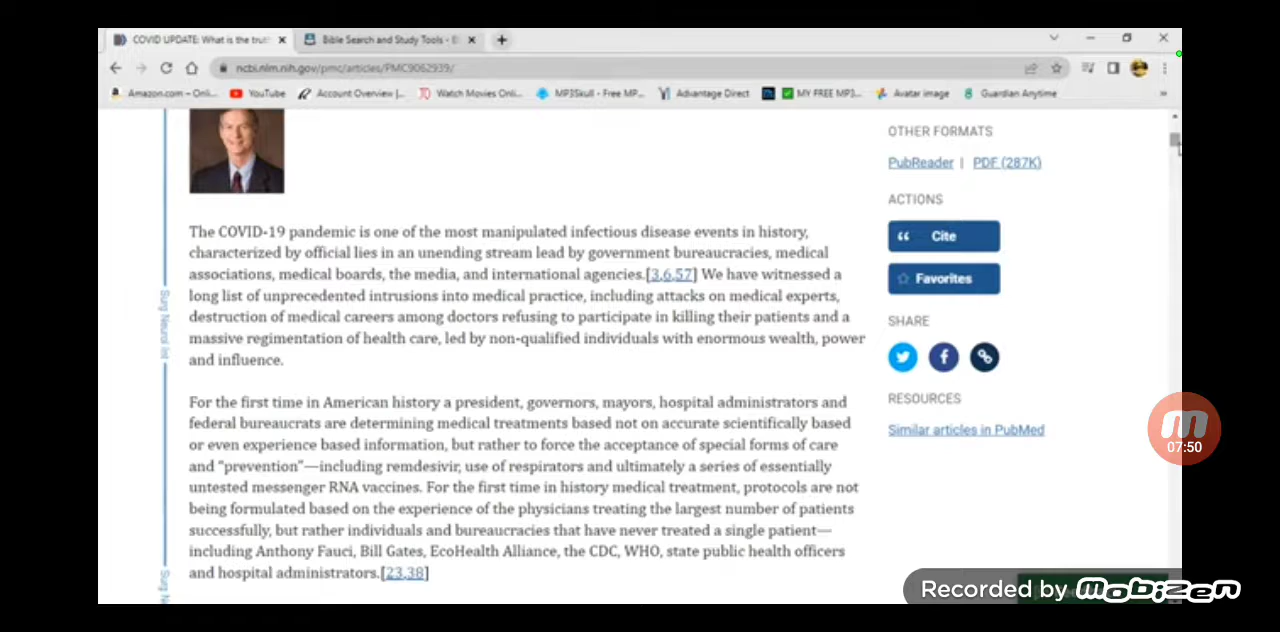 COVID UPDATE: What is the trut
Bible Search and Study Tools -
ncbi.nlm.nih.gov/pmc/articles/PMC9062939/
Amazon.com – Onli... YouTube Account Overview |... Watch Movies Onli... MP3Skull - Free MP... Advantage Direct MY FREE MP3... Avatar image Guardian Anytime »
The COVID-19 pandemic is one of the most manipulated infectious disease events in history,
characterized by official lies in an unending stream lead by government bureaucracies, medical
associations, medical boards, the media, and international agencies.[3,6,57] We have witnessed a
long list of unprecedented intrusions into medical practice, including attacks on medical experts,
destruction of medical careers among doctors refusing to participate in killing their patients and a
massive regimentation of health care, led by non-qualified individuals with enormous wealth, power
and influence.
For the first time in American history a president, governors, mayors, hospital administrators and
federal bureaucrats are determining medical treatments based not on accurate scientifically based
or even experience based information, but rather to force the acceptance of special forms of care
and “prevention”—including remdesivir, use of respirators and ultimately a series of essentially
untested messenger RNA vaccines. For the first time in history medical treatment, protocols are not
being formulated based on the experience of the physicians treating the largest number of patients
successfully, but rather individuals and bureaucracies that have never treated a single patient—
including Anthony Fauci, Bill Gates, EcoHealth Alliance, the CDC, WHO, state public health officers
and hospital administrators.[23,38]
Surg Neurol Int
Surg N
OTHER FORMATS
PubReader | PDF (287K)
ACTIONS
Cite
Favorites
SHARE
RESOURCES
Similar articles in PubMed
07:50
Recorded by mobizen